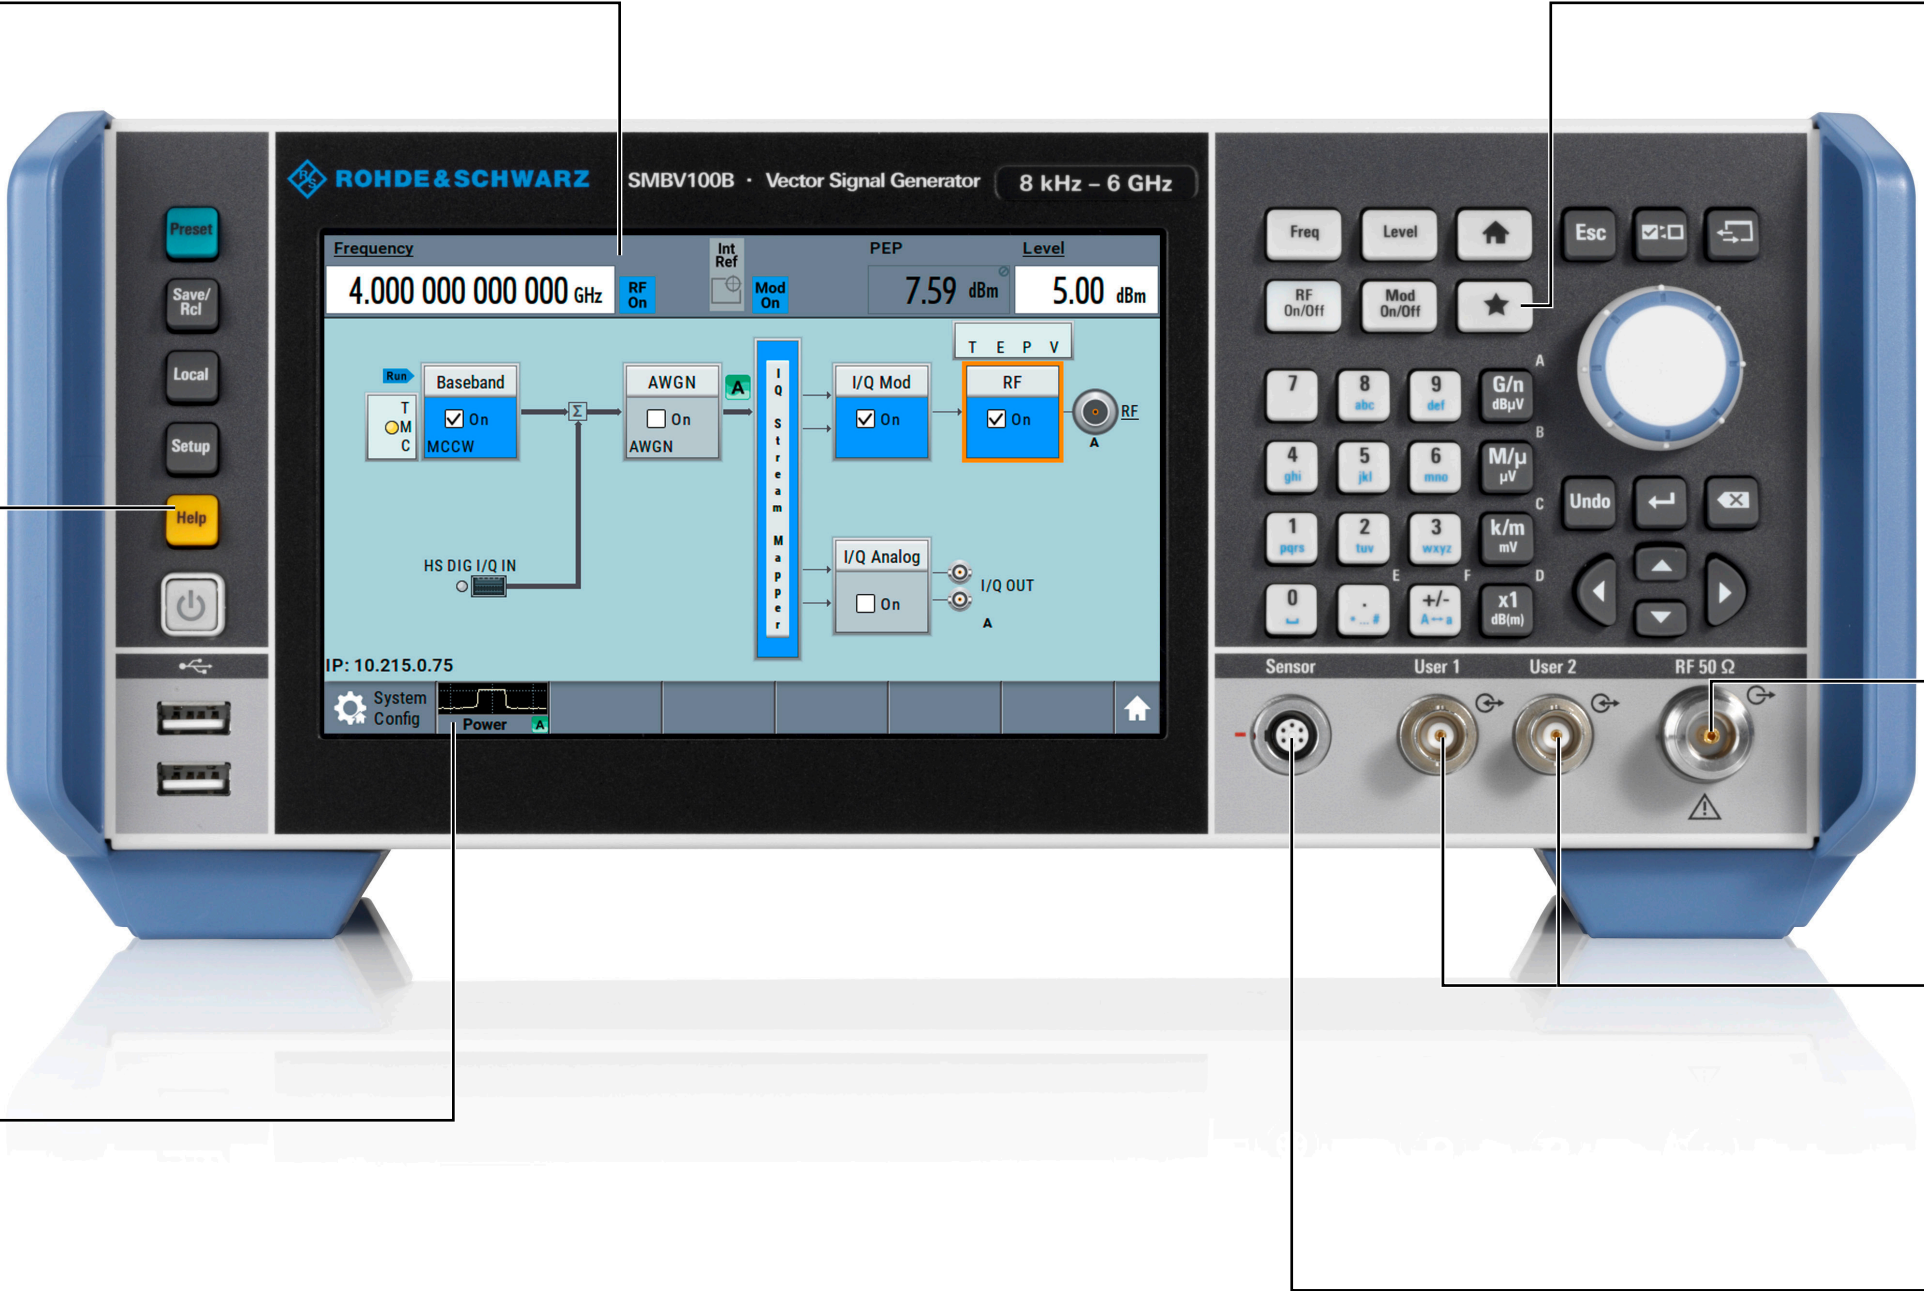 ROHDE&SCHWARZ
SMBV100B · Vector Signal Generator
8 kHz – 6 GHz
Preset
Save/
Rcl
Local
Setup
Help
Frequency
4.000 000 000 000 GHz
RF
On
Int
Ref
Mod
On
PEP
7.59 dBm
Level
5.00 dBm
T E P V
Run
T
M
C
Baseband
On
MCCW
Σ
AWGN
On
AWGN
A
IQ Stream Mapper
I/Q Mod
On
RF
On
RF
A
HS DIG I/Q IN
I/Q Analog
On
I/Q OUT
A
IP: 10.215.0.75
System
Config
Power A
Freq
Level
Esc
RF
On/Off
Mod
On/Off
A
7
8
abc
9
def
G/n
dBµV
B
4
ghi
5
jkl
6
mno
M/µ
µV
C
1
pqrs
2
tuv
3
wxyz
k/m
mV
E
F
D
0
.
*...#
+/-
A↔a
x1
dB(m)
Undo
Sensor
User 1
User 2
RF 50 Ω